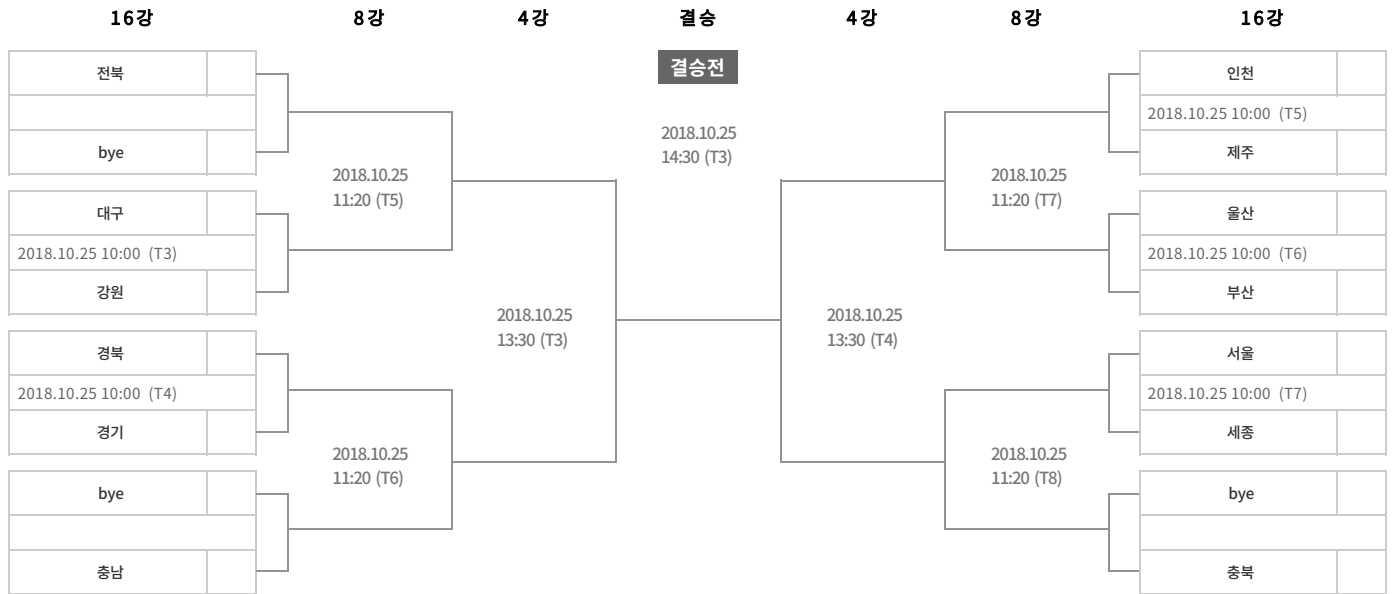 16강 8강 4강 결승 4강 8강 16강
결승전
전북
bye
대구
2018.10.25 10:00 (T3)
강원
경북
2018.10.25 10:00 (T4)
경기
bye
충남
2018.10.25
11:20 (T5)
2018.10.25
11:20 (T6)
2018.10.25
13:30 (T3)
2018.10.25
14:30 (T3)
2018.10.25
13:30 (T4)
2018.10.25
11:20 (T7)
2018.10.25
11:20 (T8)
인천
2018.10.25 10:00 (T5)
제주
울산
2018.10.25 10:00 (T6)
부산
서울
2018.10.25 10:00 (T7)
세종
bye
충북